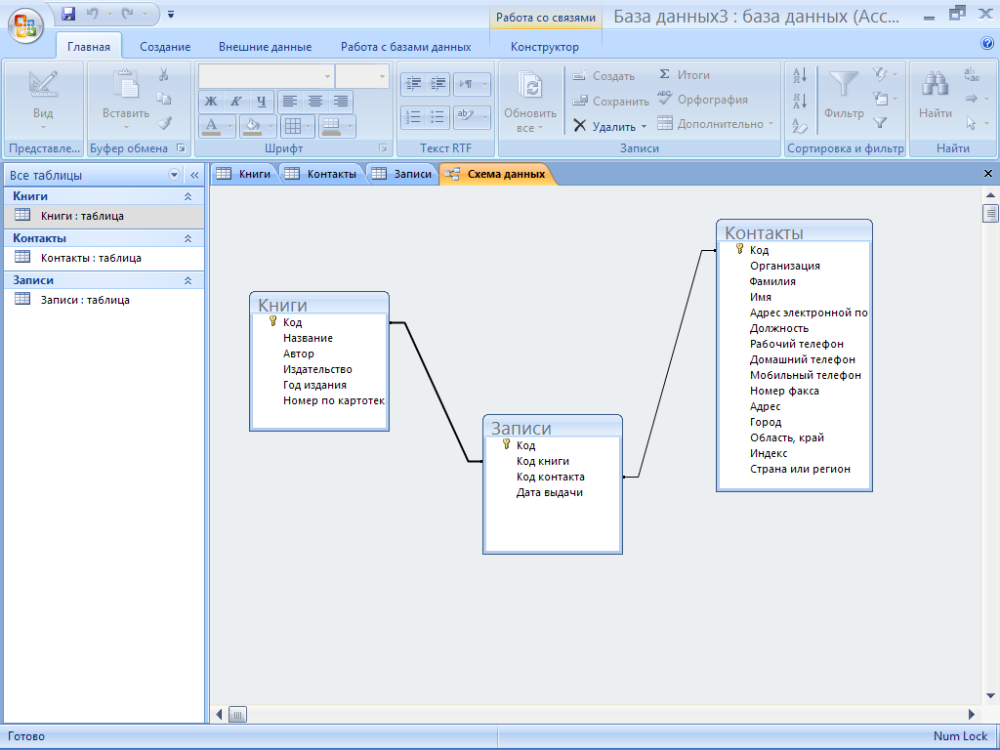 Работа со связями
База данных3 : база данных (Acc...
Главная
Создание
Внешние данные
Работа с базами данных
Конструктор
Вид
Вставить
Ж К Ч
А
Обновить все
Создать
Сохранить
Удалить
Σ Итоги
Орфография
Дополнительно
Фильтр
Найти
Представле...
Буфер обмена
Шрифт
Текст RTF
Записи
Сортировка и фильтр
Найти
Все таблицы
Книги
Контакты
Записи
Схема данных
Книги
Книги : таблица
Контакты
Контакты : таблица
Записи
Записи : таблица
Книги
Код
Название
Автор
Издательство
Год издания
Номер по картотек
Записи
Код
Код книги
Код контакта
Дата выдачи
Контакты
Код
Организация
Фамилия
Имя
Адрес электронной по
Должность
Рабочий телефон
Домашний телефон
Мобильный телефон
Номер факса
Адрес
Город
Область, край
Индекс
Страна или регион
Готово
Num Lock